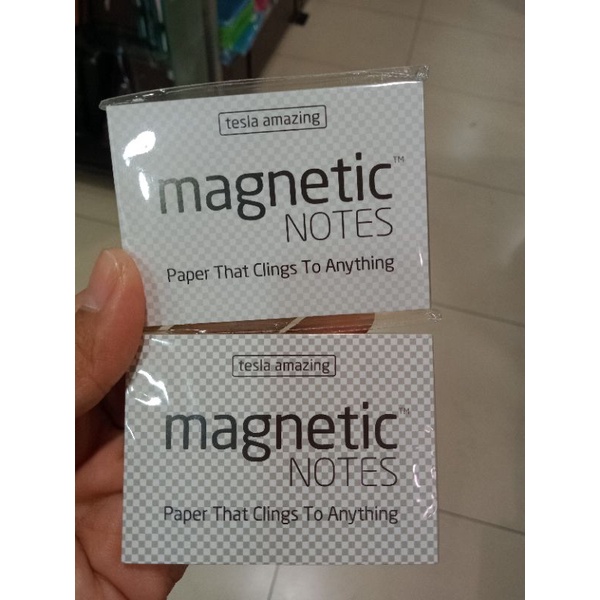 tesla amazing
magnetic™
NOTES
Paper That Clings To Anything
tesla amazing
magnetic™
NOTES
Paper That Clings To Anything